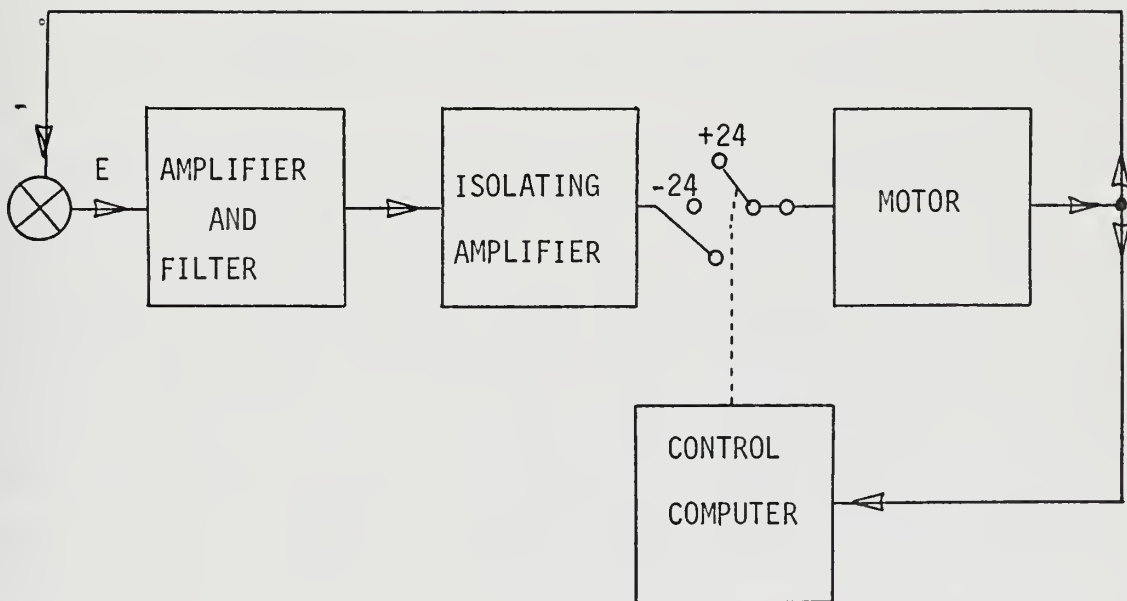 E
AMPLIFIER
AND
FILTER
ISOLATING
AMPLIFIER
-24
+24
MOTOR
CONTROL
COMPUTER